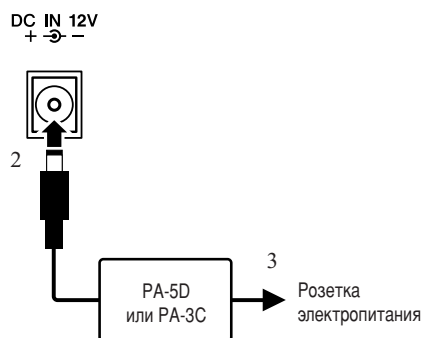 DC IN 12V
+ −
2
3
PA-5D
или PA-3C
Розетка
электропитания